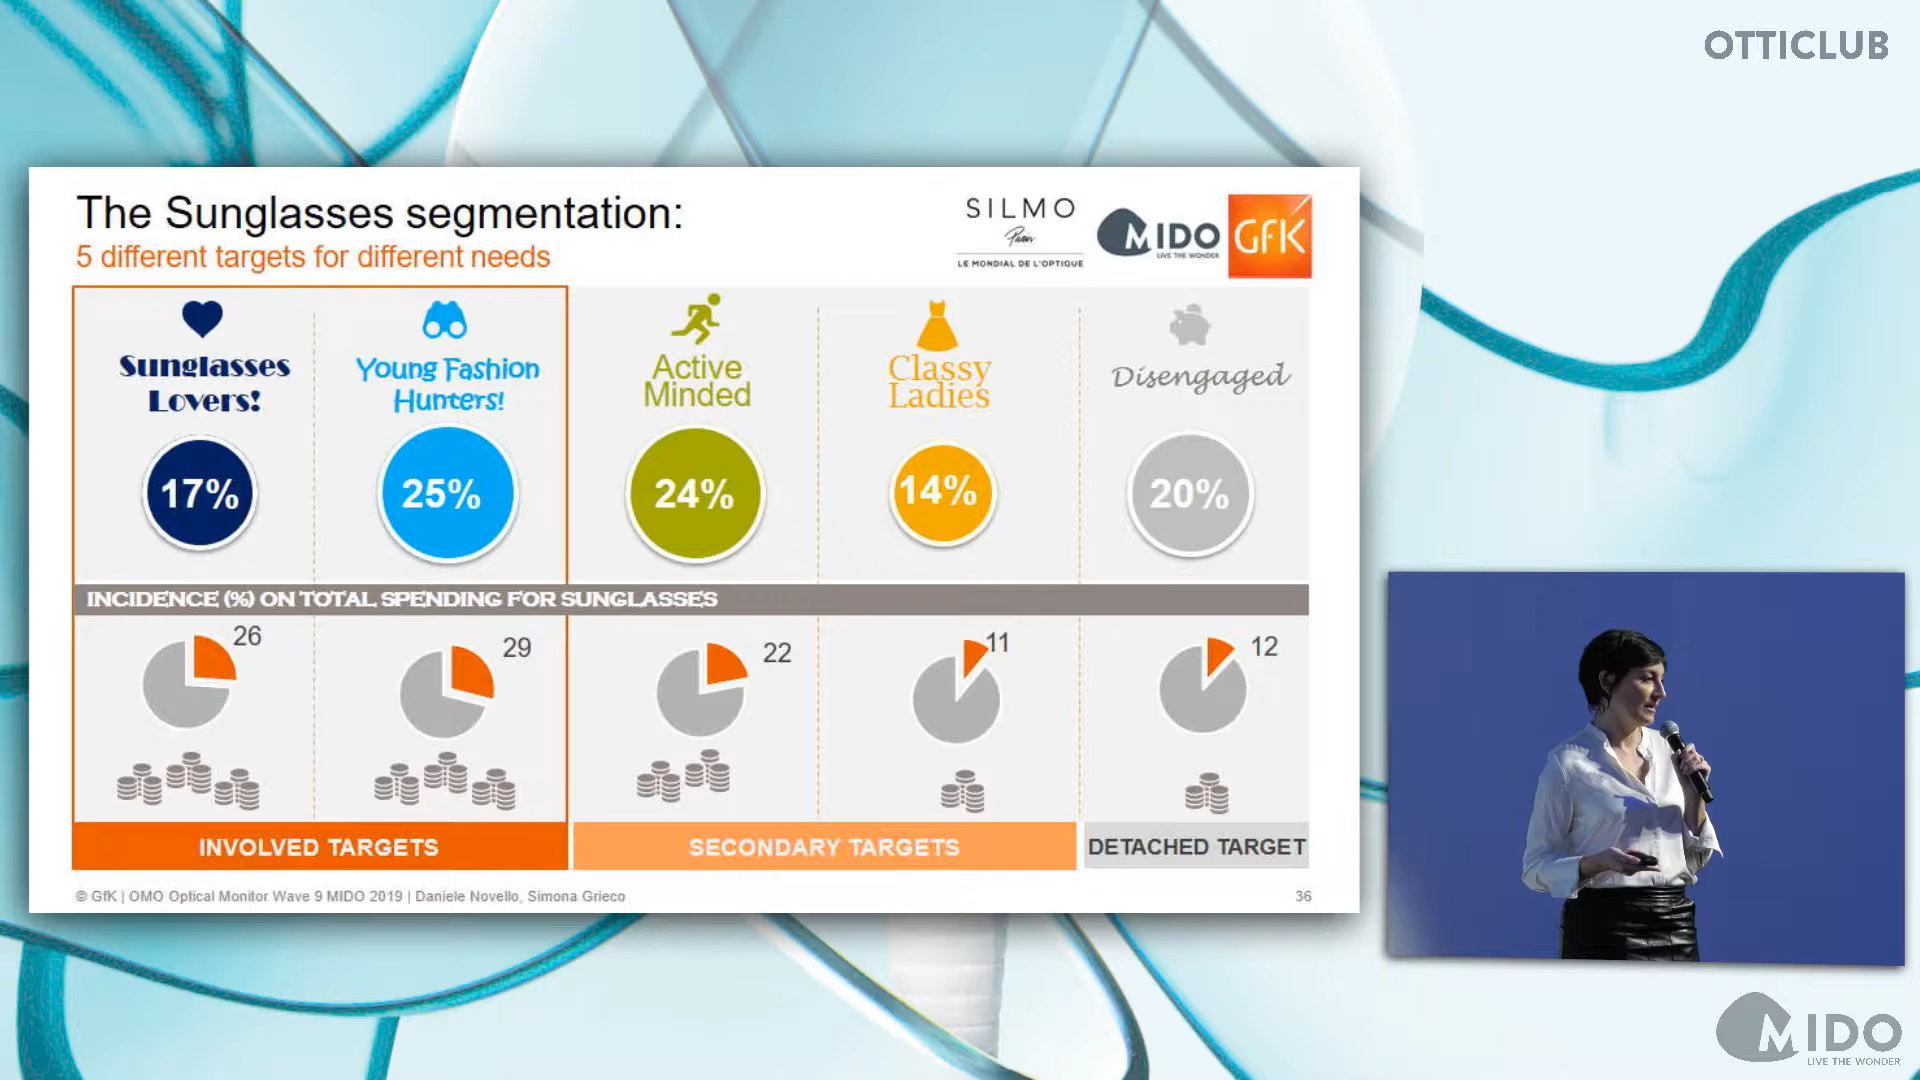 OTTICLUB
The Sunglasses segmentation:
5 different targets for different needs
SILMO
Paris
LE MONDIAL DE L'OPTIQUE
MIDO
LIVE THE WONDER
GfK
Sunglasses
Lovers!
Young Fashion
Hunters!
Active
Minded
Classy
Ladies
Disengaged
17%
25%
24%
14%
20%
INCIDENCE (%) ON TOTAL SPENDING FOR SUNGLASSES
26
29
22
11
12
INVOLVED TARGETS
SECONDARY TARGETS
DETACHED TARGET
© GfK | OMO Optical Monitor Wave 9 MIDO 2019 | Daniele Novello, Simona Grieco
36
MIDO
LIVE THE WONDER